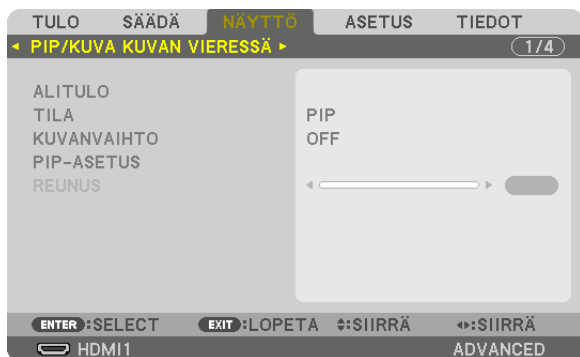 TULO SÄÄDÄ NÄYTTÖ ASETUS TIEDOT
PIP/KUVA KUVAN VIERESSÄ 1/4
ALITULO
TILA PIP
KUVANVAIHTO OFF
PIP-ASETUS
REUNUS
ENTER:SELECT EXIT:LOPETA :SIIRRÄ :SIIRRÄ
HDMI1 ADVANCED